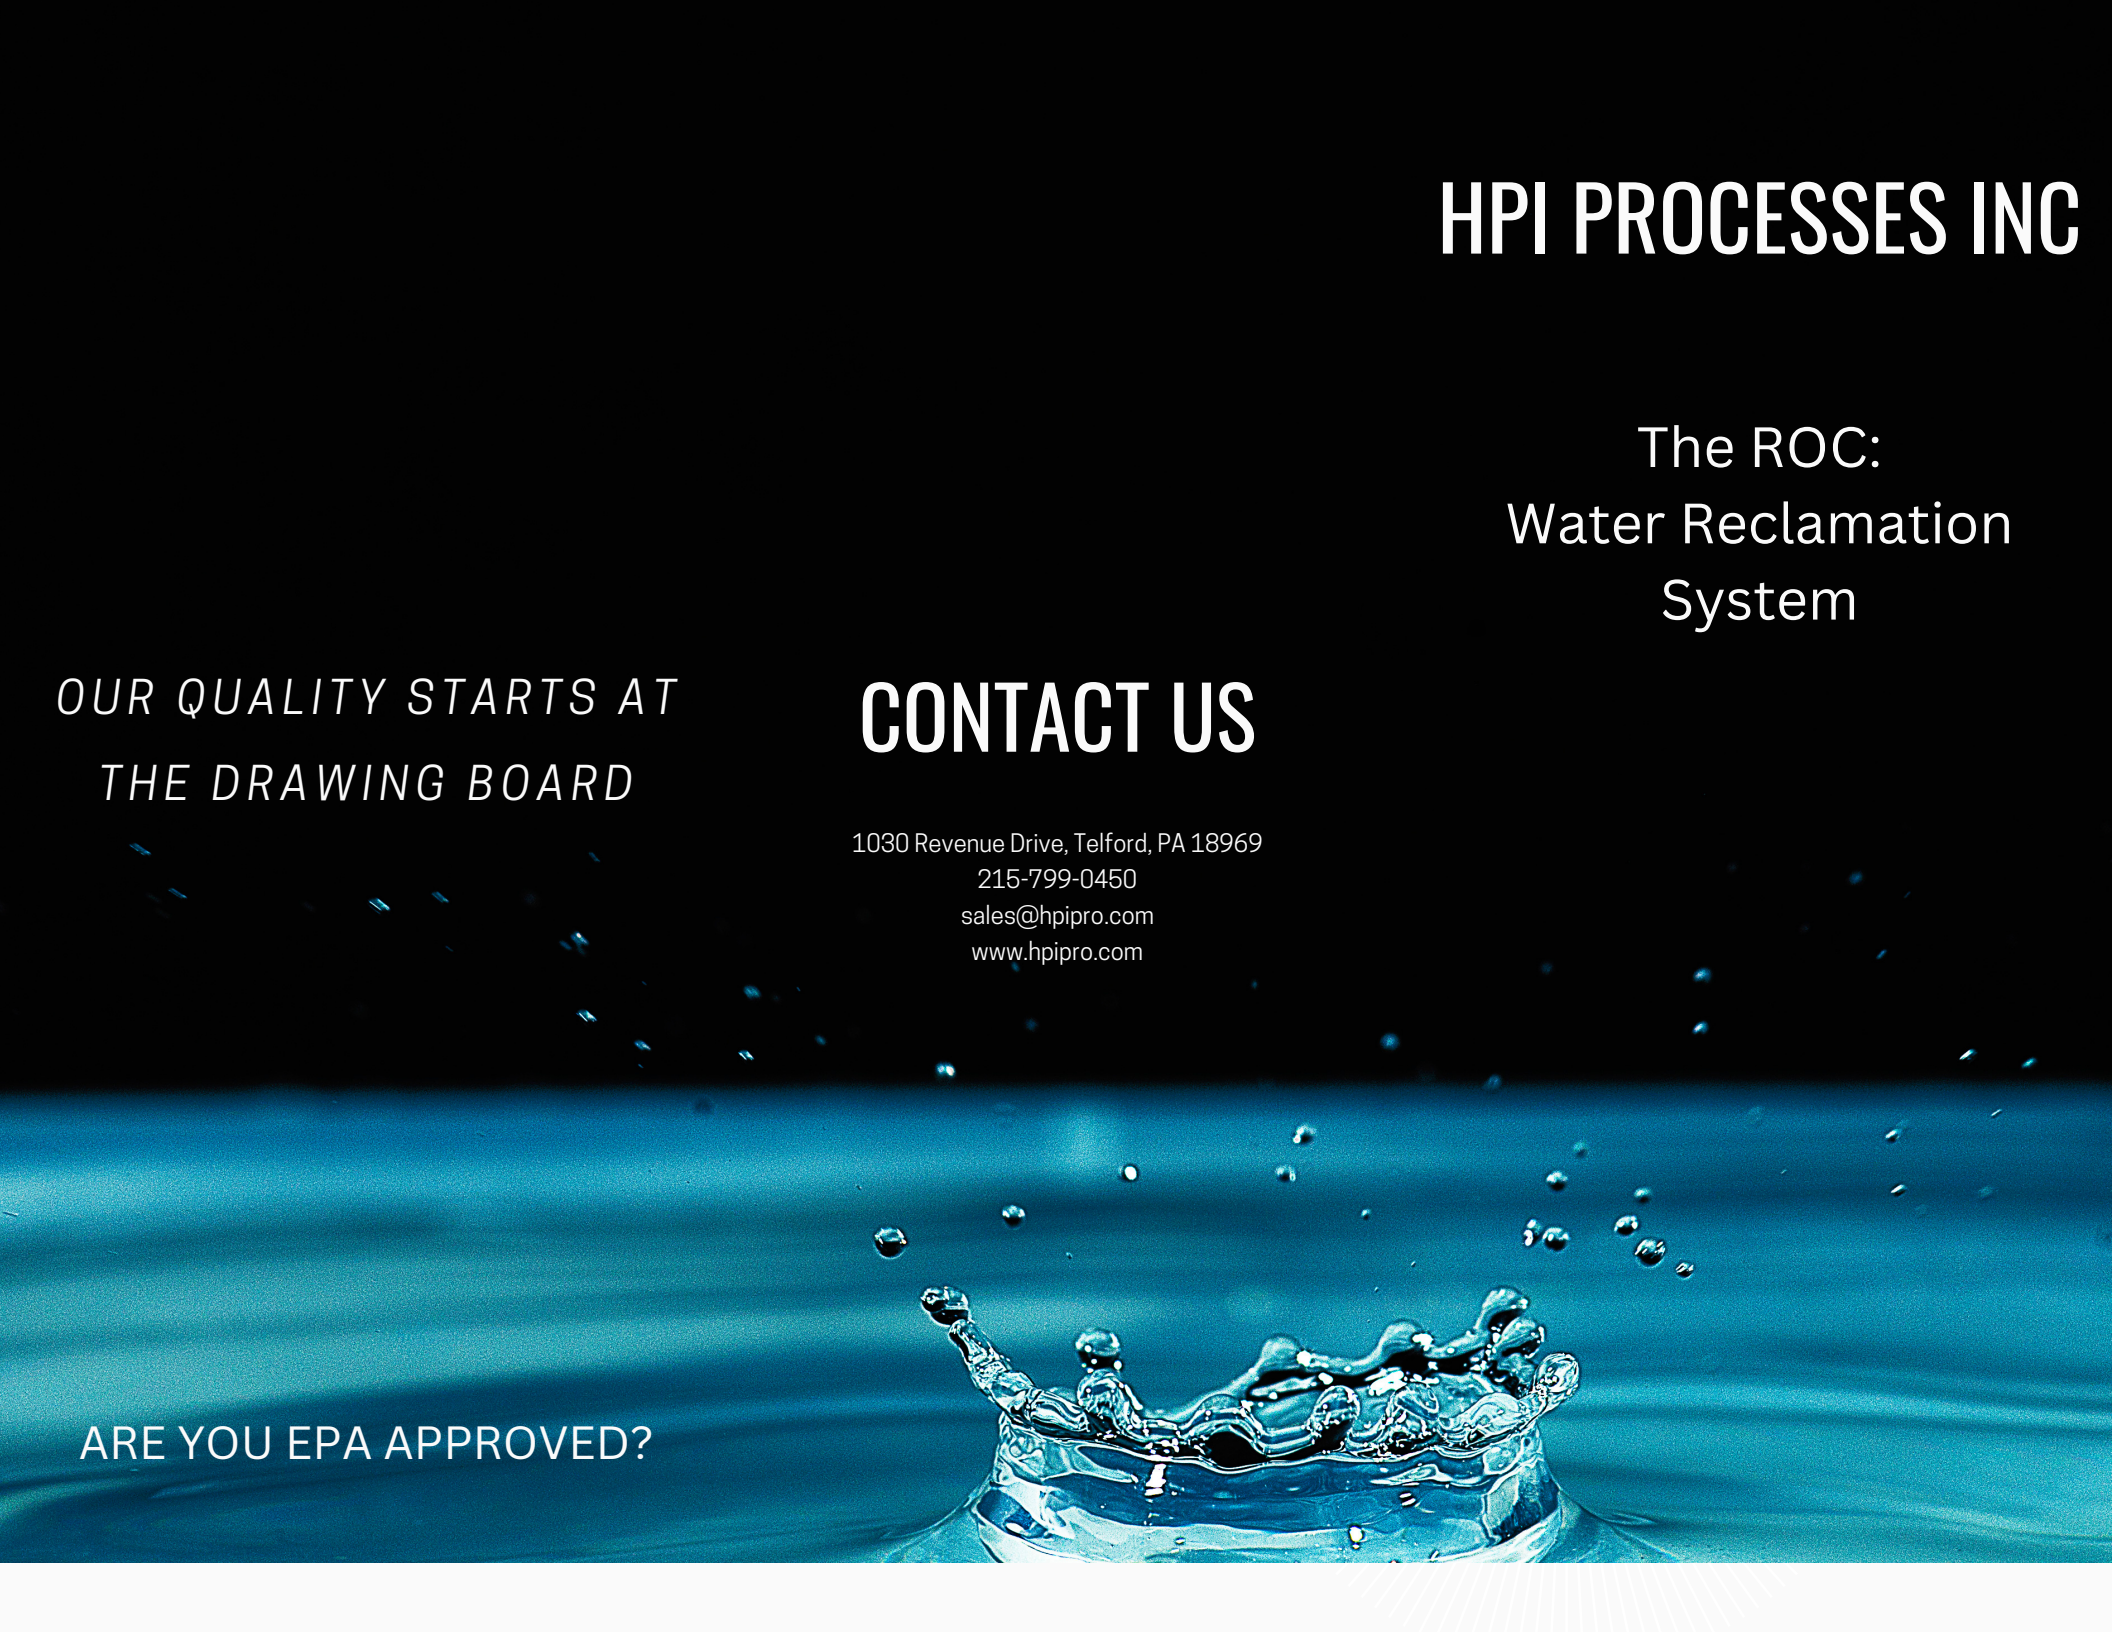 OUR QUALITY STARTS AT
THE DRAWING BOARD
ARE YOU EPA APPROVED?
CONTACT US
1030 Revenue Drive, Telford, PA 18969
215-799-0450
sales@hpipro.com
www.hpipro.com
HPI PROCESSES INC
The ROC:
Water Reclamation
System